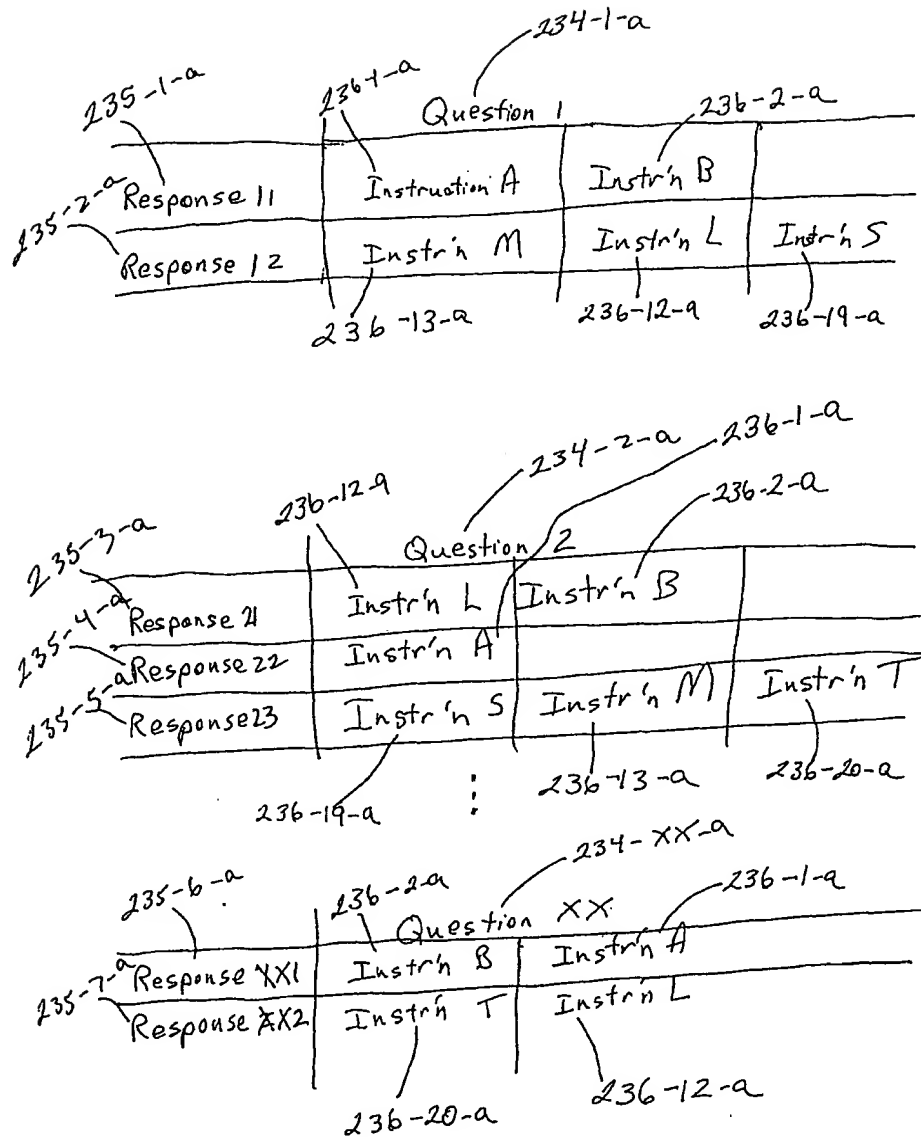 234-1-a
235-1-a 236-1-a Question 1 236-2-a
235-2-a Response 11 Instruction A Instr'n B
Response 12 Instr'n M Instr'n L Instr'n S
236-13-a 236-12-a 236-19-a
234-2-a 236-1-a
236-12-a 236-2-a
235-3-a Question 2
235-4-a Response 21 Instr'n L Instr'n B
235-5-a Response 22 Instr'n A
Response 23 Instr'n S Instr'n M Instr'n T
236-19-a 236-13-a 236-20-a
234-XX-a
235-6-a 236-2-a Question XX 236-1-a
235-7-a Response XX1 Instr'n B Instr'n A
Response XX2 Instr'n T Instr'n L
236-20-a 236-12-a